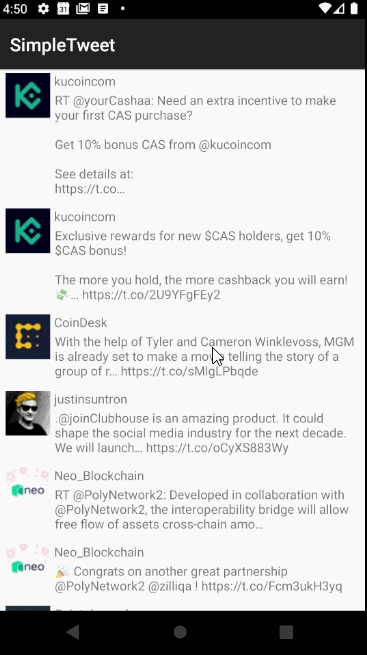 4:50
31
SimpleTweet
kucoincom
RT @yourCashaa: Need an extra incentive to make
your first CAS purchase?
Get 10% bonus CAS from @kucoincom
See details at:
https://t.co…
kucoincom
Exclusive rewards for new $CAS holders, get 10%
$CAS bonus!
The more you hold, the more cashback you will earn!
💸 … https://t.co/2U9YFgFEy2
CoinDesk
With the help of Tyler and Cameron Winklevoss, MGM
is already set to make a movie telling the story of a
group of r… https://t.co/sMlgLPbqde
justinsuntron
.@joinClubhouse is an amazing product. It could
shape the social media industry for the next decade.
We will launch… https://t.co/oCyXS883Wy
Neo_Blockchain
neo
RT @PolyNetwork2: Developed in collaboration with
@PolyNetwork2, the interoperability bridge will allow
free flow of assets cross-chain amo…
Neo_Blockchain
neo
🎉 Congrats on another great partnership
@PolyNetwork2 @zilliqa ! https://t.co/Fcm3ukH3yq